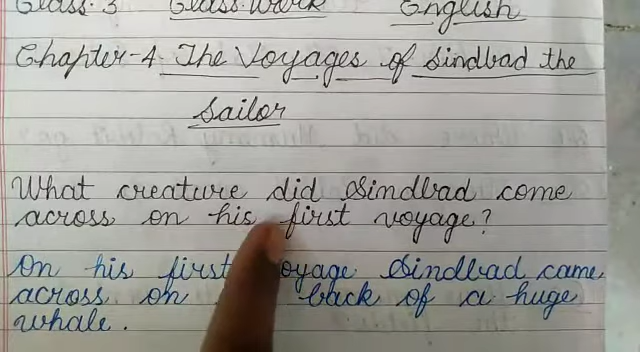 Class. 3 Class. Work English
Chapter-4. The Voyages of Sindbad the
Sailor
What creature did Sindbad come
across on his first voyage?
On his first Sindbad came
across on back of a huge
whale.